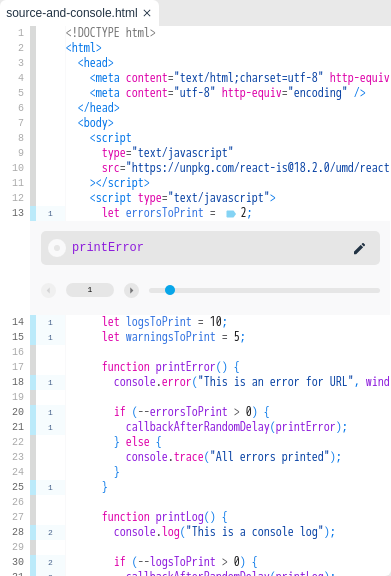 source-and-console.html ×
1 <!DOCTYPE html>
2 <html>
3 <head>
4 <meta content="text/html;charset=utf-8" http-equiv
5 <meta content="utf-8" http-equiv="encoding" />
6 </head>
7 <body>
8 <script
9 type="text/javascript"
10 src="https://unpkg.com/react-is@18.2.0/umd/react
11 ></script>
12 <script type="text/javascript">
13 1 let errorsToPrint = 2;
printError
1
14 1 let logsToPrint = 10;
15 1 let warningsToPrint = 5;
16
17 function printError() {
18 1 console.error("This is an error for URL", wind
19
20 1 if (--errorsToPrint > 0) {
21 1 callbackAfterRandomDelay(printError);
22 } else {
23 console.trace("All errors printed");
24 }
25 1 }
26
27 function printLog() {
28 2 console.log("This is a console log");
29
30 2 if (--logsToPrint > 0) {